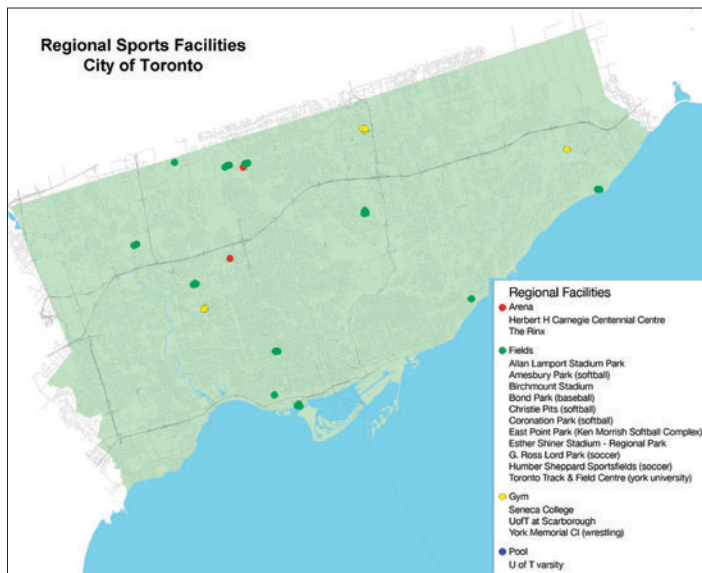 Regional Sports Facilities
City of Toronto
Regional Facilities
Arena
Herbert H Carnegie Centennial Centre
The Rinx
Fields
Allan Lamport Stadium Park
Amesbury Park (softball)
Birchmount Stadium
Bond Park (baseball)
Christie Pits (softball)
Coronation Park (softball)
East Point Park (Ken Morrish Softball Complex)
Esther Shiner Stadium - Regional Park
G. Ross Lord Park (soccer)
Humber Sheppard Sportsfields (soccer)
Toronto Track & Field Centre (york university)
Gym
Seneca College
UofT at Scarborough
York Memorial CI (wrestling)
Pool
U of T varsity